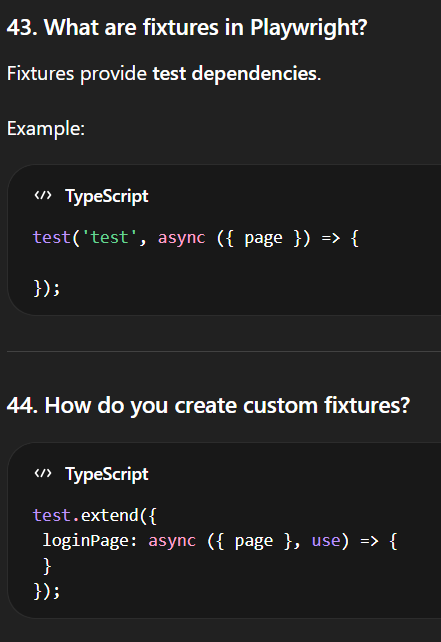 43. What are fixtures in Playwright?
Fixtures provide test dependencies.
Example:
</> TypeScript
test('test', async ({ page }) => {
});
44. How do you create custom fixtures?
</> TypeScript
test.extend({
 loginPage: async ({ page }, use) => {
 }
});